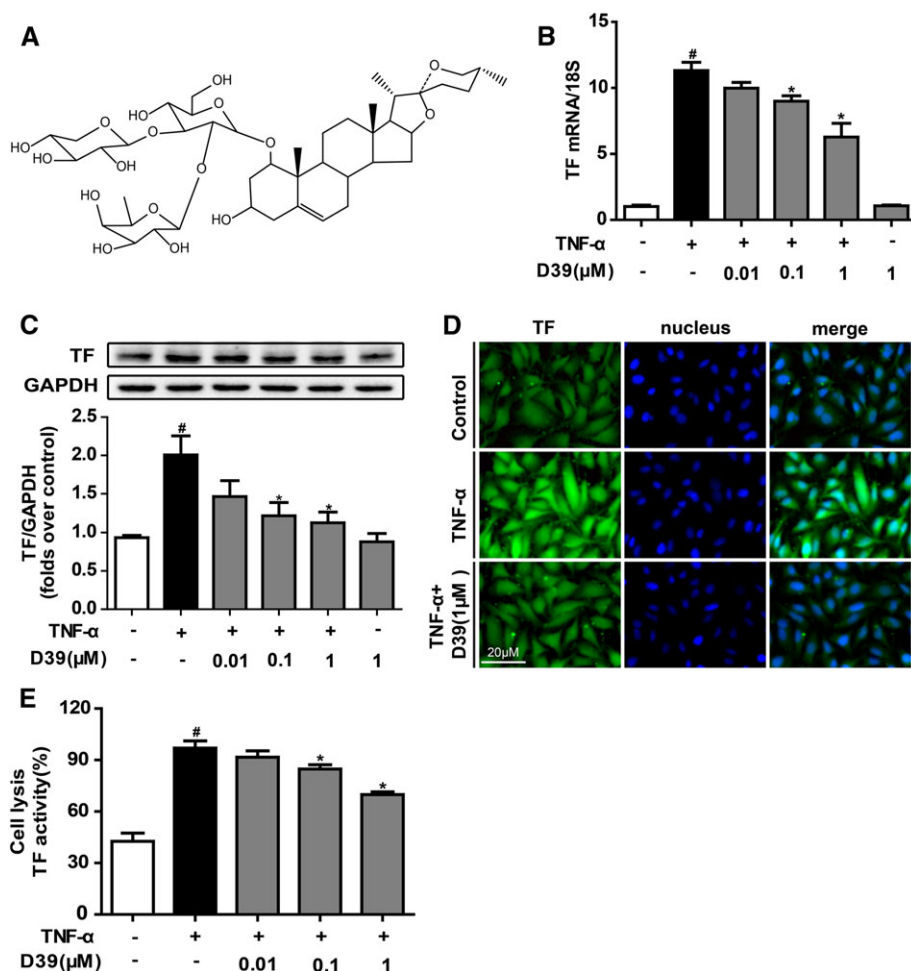 A
OH
OH
HO
O
O
O
O
HO
O
O
HO
OH
OH
O
HO
O
HO
OH
OH
HO
O
O
B
TF mRNA/18S
15
10
5
0
#
*
*
TNF-α - + + + + -
D39(µM) - - 0.01 0.1 1 1
C
TF
GAPDH
TF/GAPDH
(folds over control)
2.5
2.0
1.5
1.0
0.5
0.0
#
*
*
TNF-α - + + + + -
D39(µM) - - 0.01 0.1 1 1
D
TF nucleus merge
Control
TNF-α
TNF-α+
D39(1µM)
20µM
E
Cell lysis
TF activity(%)
120
90
60
30
0
#
*
*
TNF-α - + + + +
D39(µM) - - 0.01 0.1 1